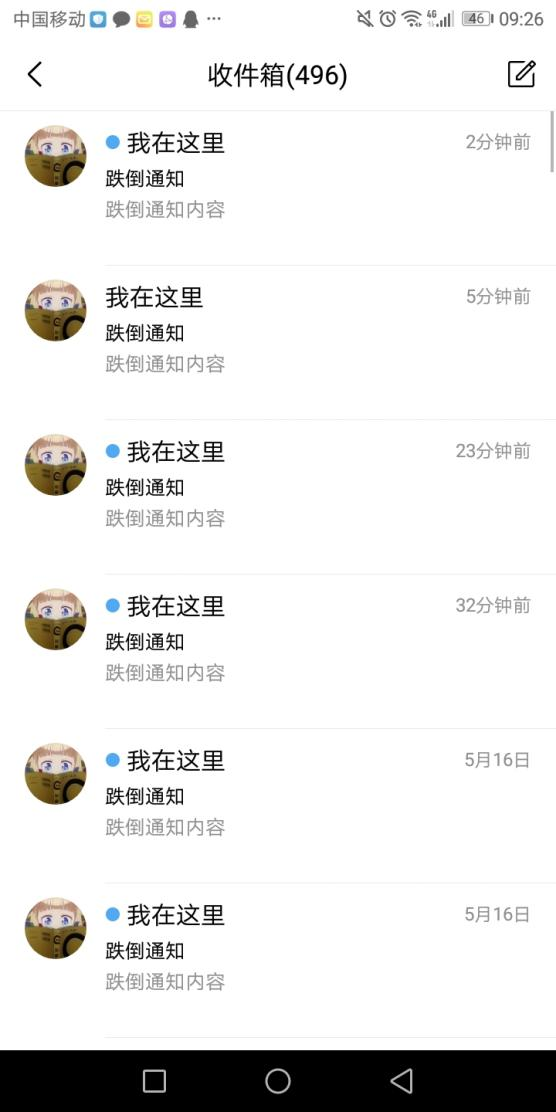 中国移动 4G 46 09:26
收件箱(496)
我在这里 2分钟前
跌倒通知
跌倒通知内容
我在这里 5分钟前
跌倒通知
跌倒通知内容
我在这里 23分钟前
跌倒通知
跌倒通知内容
我在这里 32分钟前
跌倒通知
跌倒通知内容
我在这里 5月16日
跌倒通知
跌倒通知内容
我在这里 5月16日
跌倒通知
跌倒通知内容